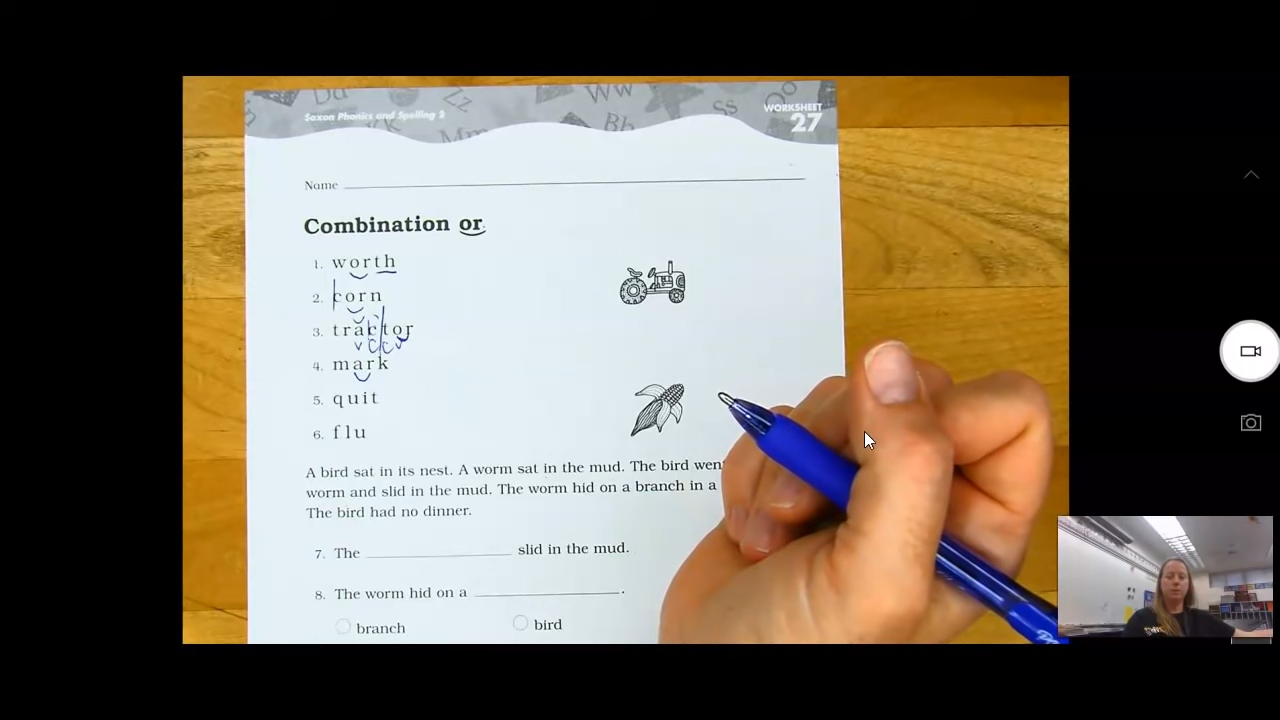 Saxon Phonics and Spelling 2
WORKSHEET
27
Name
Combination or
1. worth
2. corn
3. tractor
4. mark
5. quit
6. flu
A bird sat in its nest. A worm sat in the mud. The bird wen
worm and slid in the mud. The worm hid on a branch in a
The bird had no dinner.
7. The ____________ slid in the mud.
8. The worm hid on a ____________.
branch bird